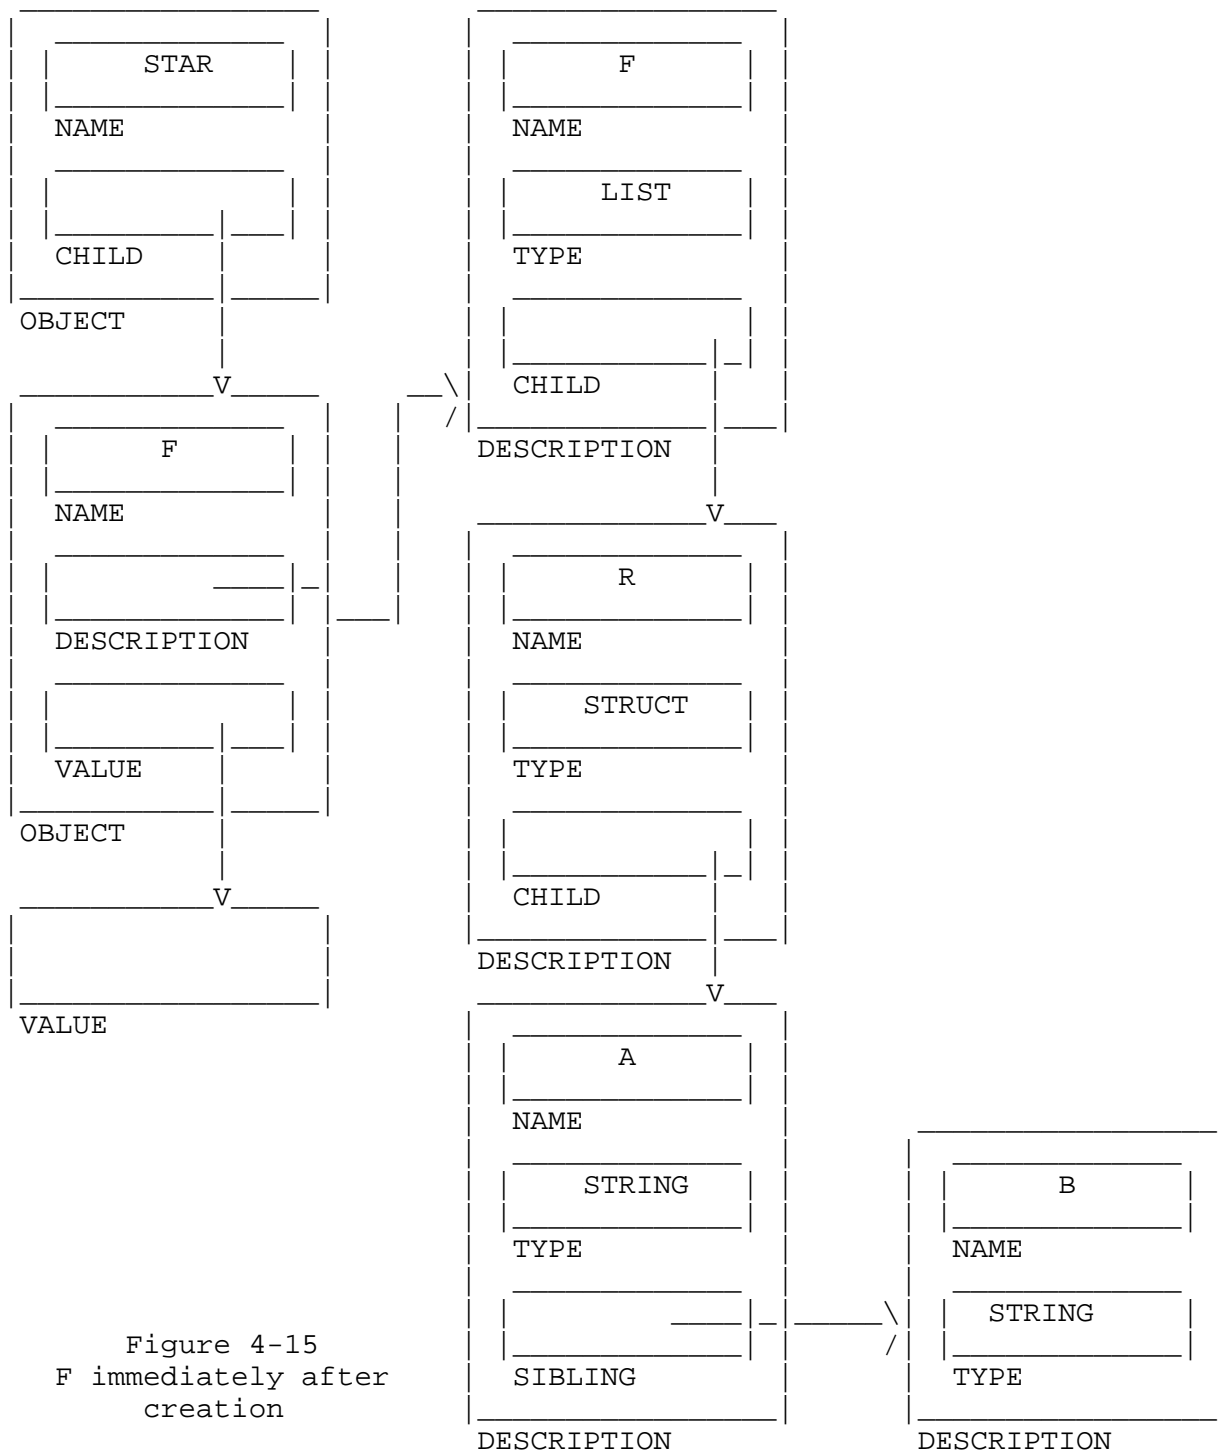 STAR
NAME
CHILD
OBJECT
F
NAME
DESCRIPTION
VALUE
OBJECT
VALUE
F
NAME
LIST
TYPE
CHILD
DESCRIPTION
R
NAME
STRUCT
TYPE
CHILD
DESCRIPTION
A
NAME
STRING
TYPE
SIBLING
DESCRIPTION
B
NAME
STRING
TYPE
DESCRIPTION
Figure 4-15
F immediately after
creation